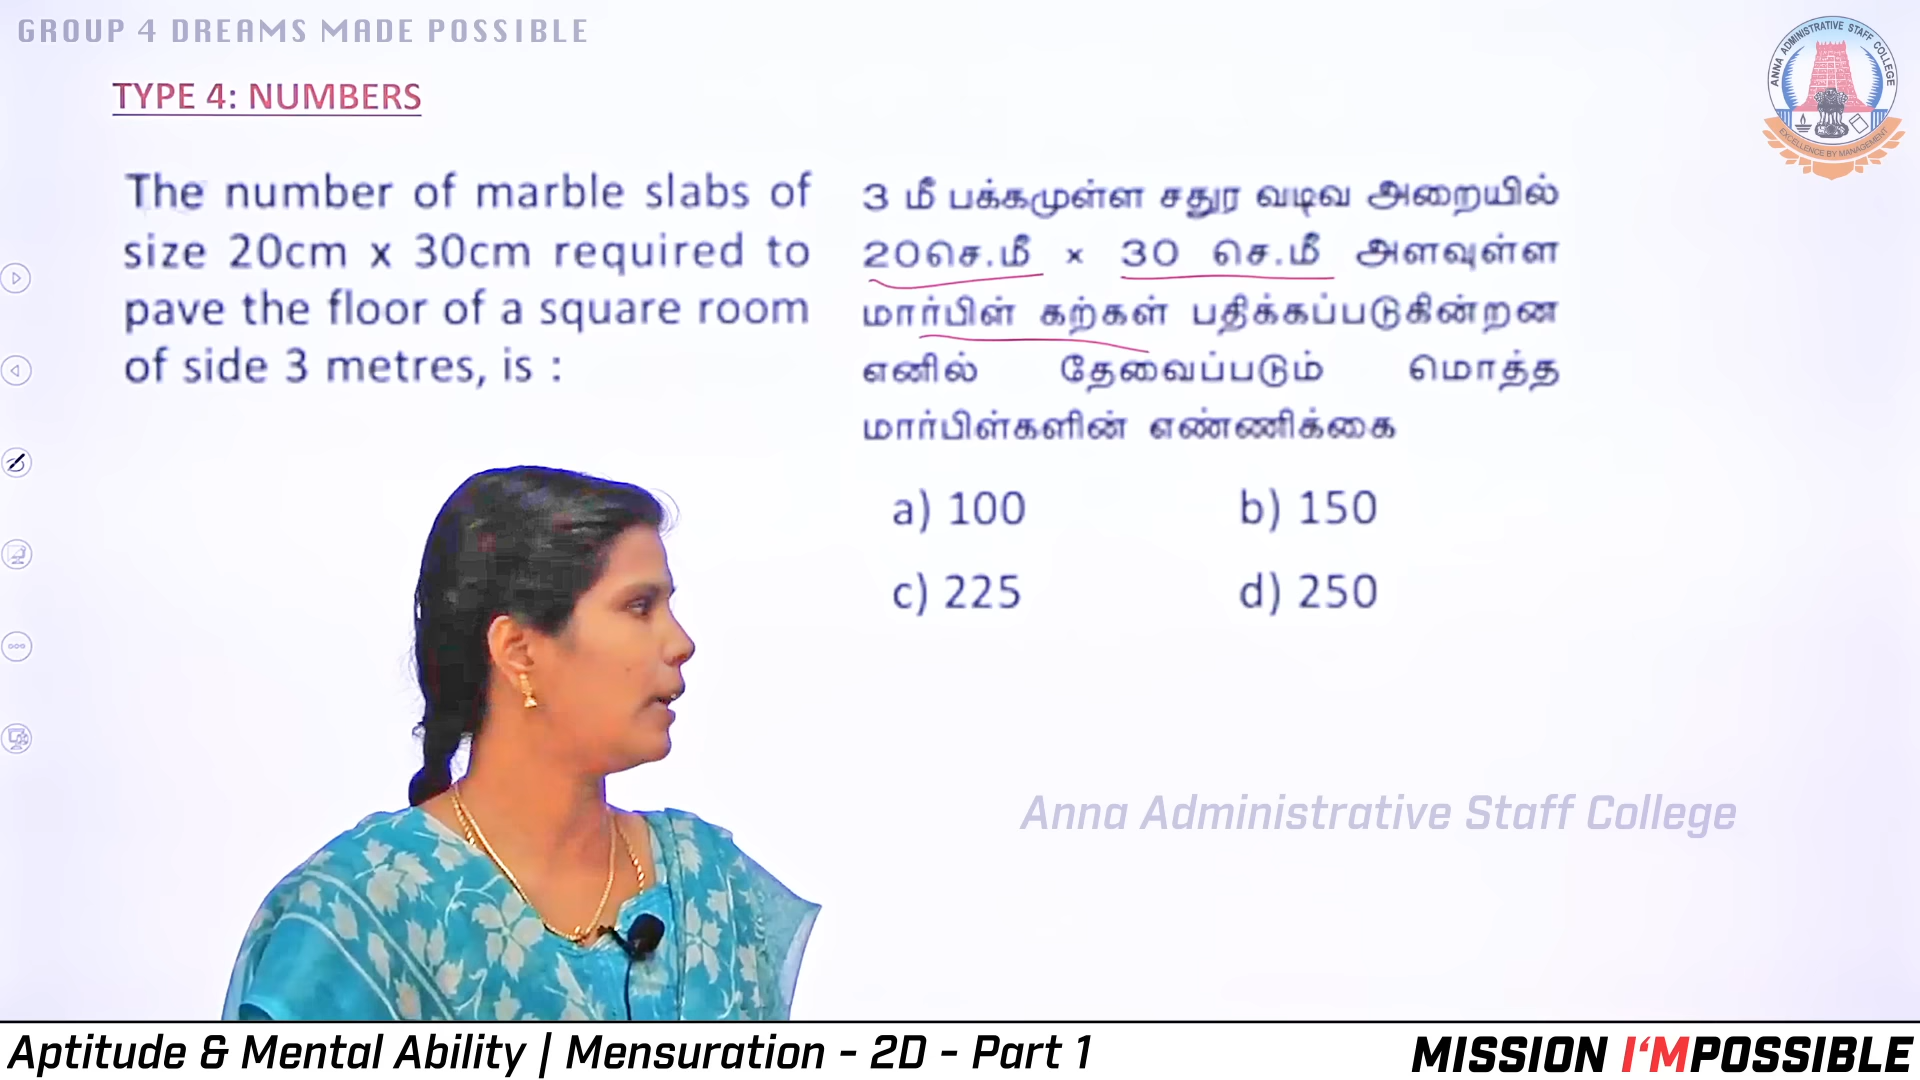 GROUP 4 DREAMS MADE POSSIBLE
ANNA ADMINISTRATIVE STAFF COLLEGE
EXCELLENCE BY MANAGEMENT
TYPE 4: NUMBERS
The number of marble slabs of
size 20cm x 30cm required to
pave the floor of a square room
of side 3 metres, is :
3 மீ பக்கமுள்ள சதுர வடிவ அறையில்
20செ.மீ × 30 செ.மீ அளவுள்ள
மார்பிள் கற்கள் பதிக்கப்படுகின்றன
எனில் தேவைப்படும் மொத்த
மார்பிள்களின் எண்ணிக்கை
a) 100 b) 150
c) 225 d) 250
Anna Administrative Staff College
Aptitude & Mental Ability | Mensuration - 2D - Part 1
MISSION I'MPOSSIBLE